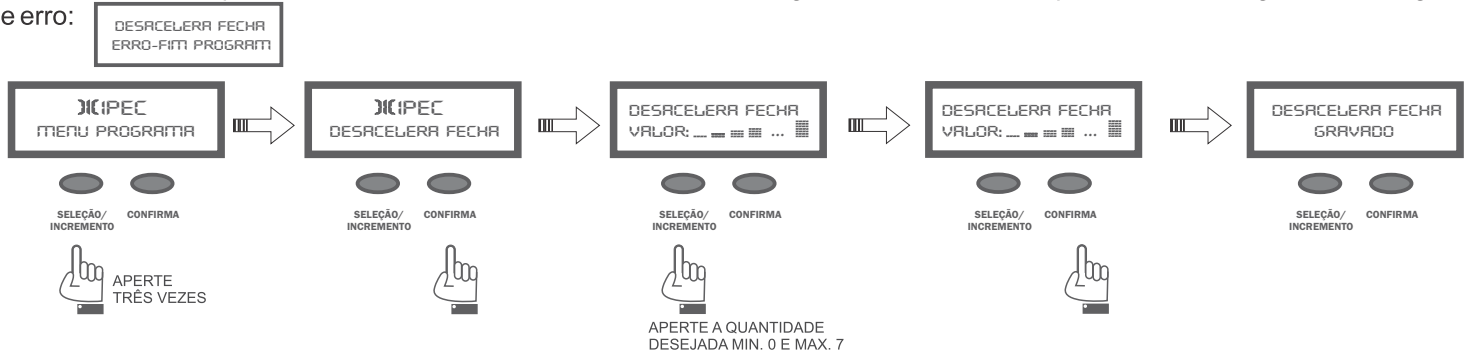 e erro:
DESACELERA FECHA
ERRO-FIM PROGRAM
IPEC
MENU PROGRAMA
SELEÇÃO/
INCREMENTO
CONFIRMA
APERTE
TRÊS VEZES
IPEC
DESACELERA FECHA
SELEÇÃO/
INCREMENTO
CONFIRMA
DESACELERA FECHA
VALOR: ...
SELEÇÃO/
INCREMENTO
CONFIRMA
APERTE A QUANTIDADE
DESEJADA MIN. 0 E MAX. 7
DESACELERA FECHA
VALOR: ...
SELEÇÃO/
INCREMENTO
CONFIRMA
DESACELERA FECHA
GRAVADO
SELEÇÃO/
INCREMENTO
CONFIRMA